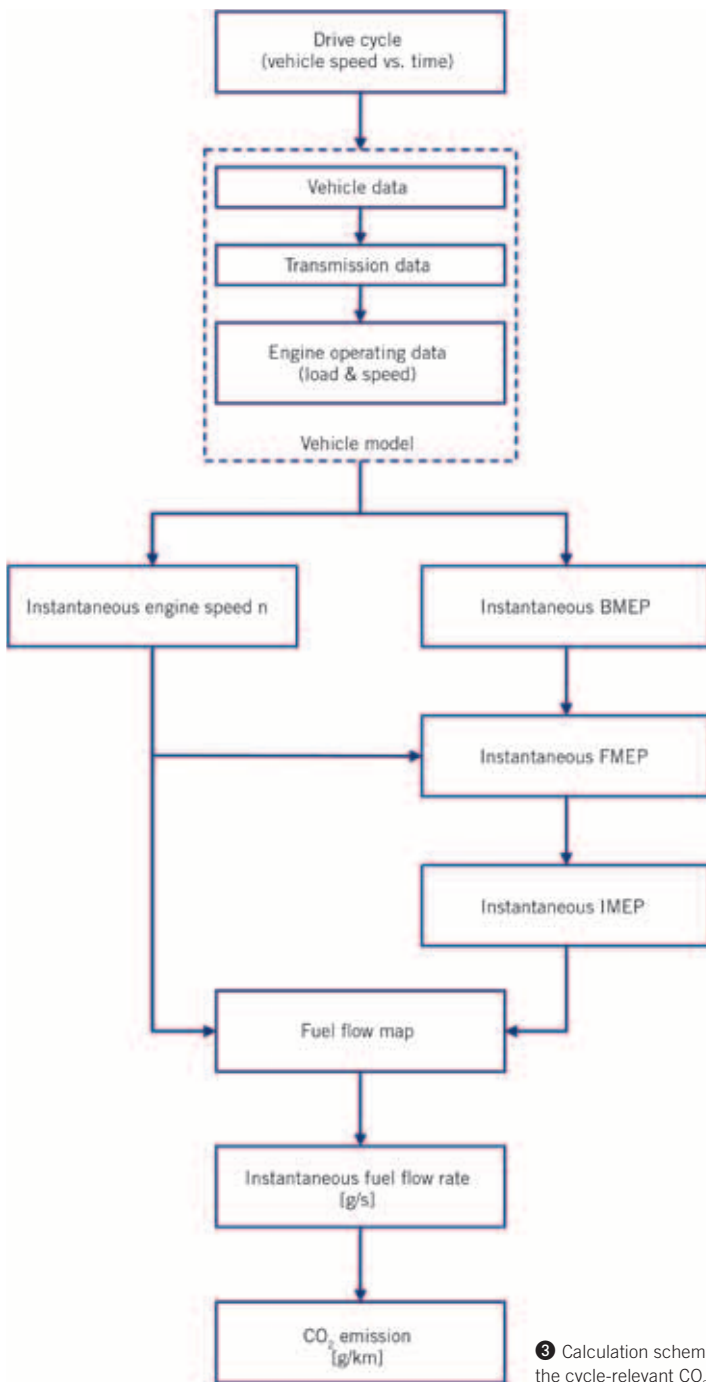 Drive cycle
(vehicle speed vs. time)
Vehicle data
Transmission data
Engine operating data
(load & speed)
Vehicle model
Instantaneous engine speed n
Instantaneous BMEP
Instantaneous FMEP
Instantaneous IMEP
Fuel flow map
Instantaneous fuel flow rate
[g/s]
CO₂ emission
[g/km]
❸ Calculation schem
the cycle-relevant CO₂